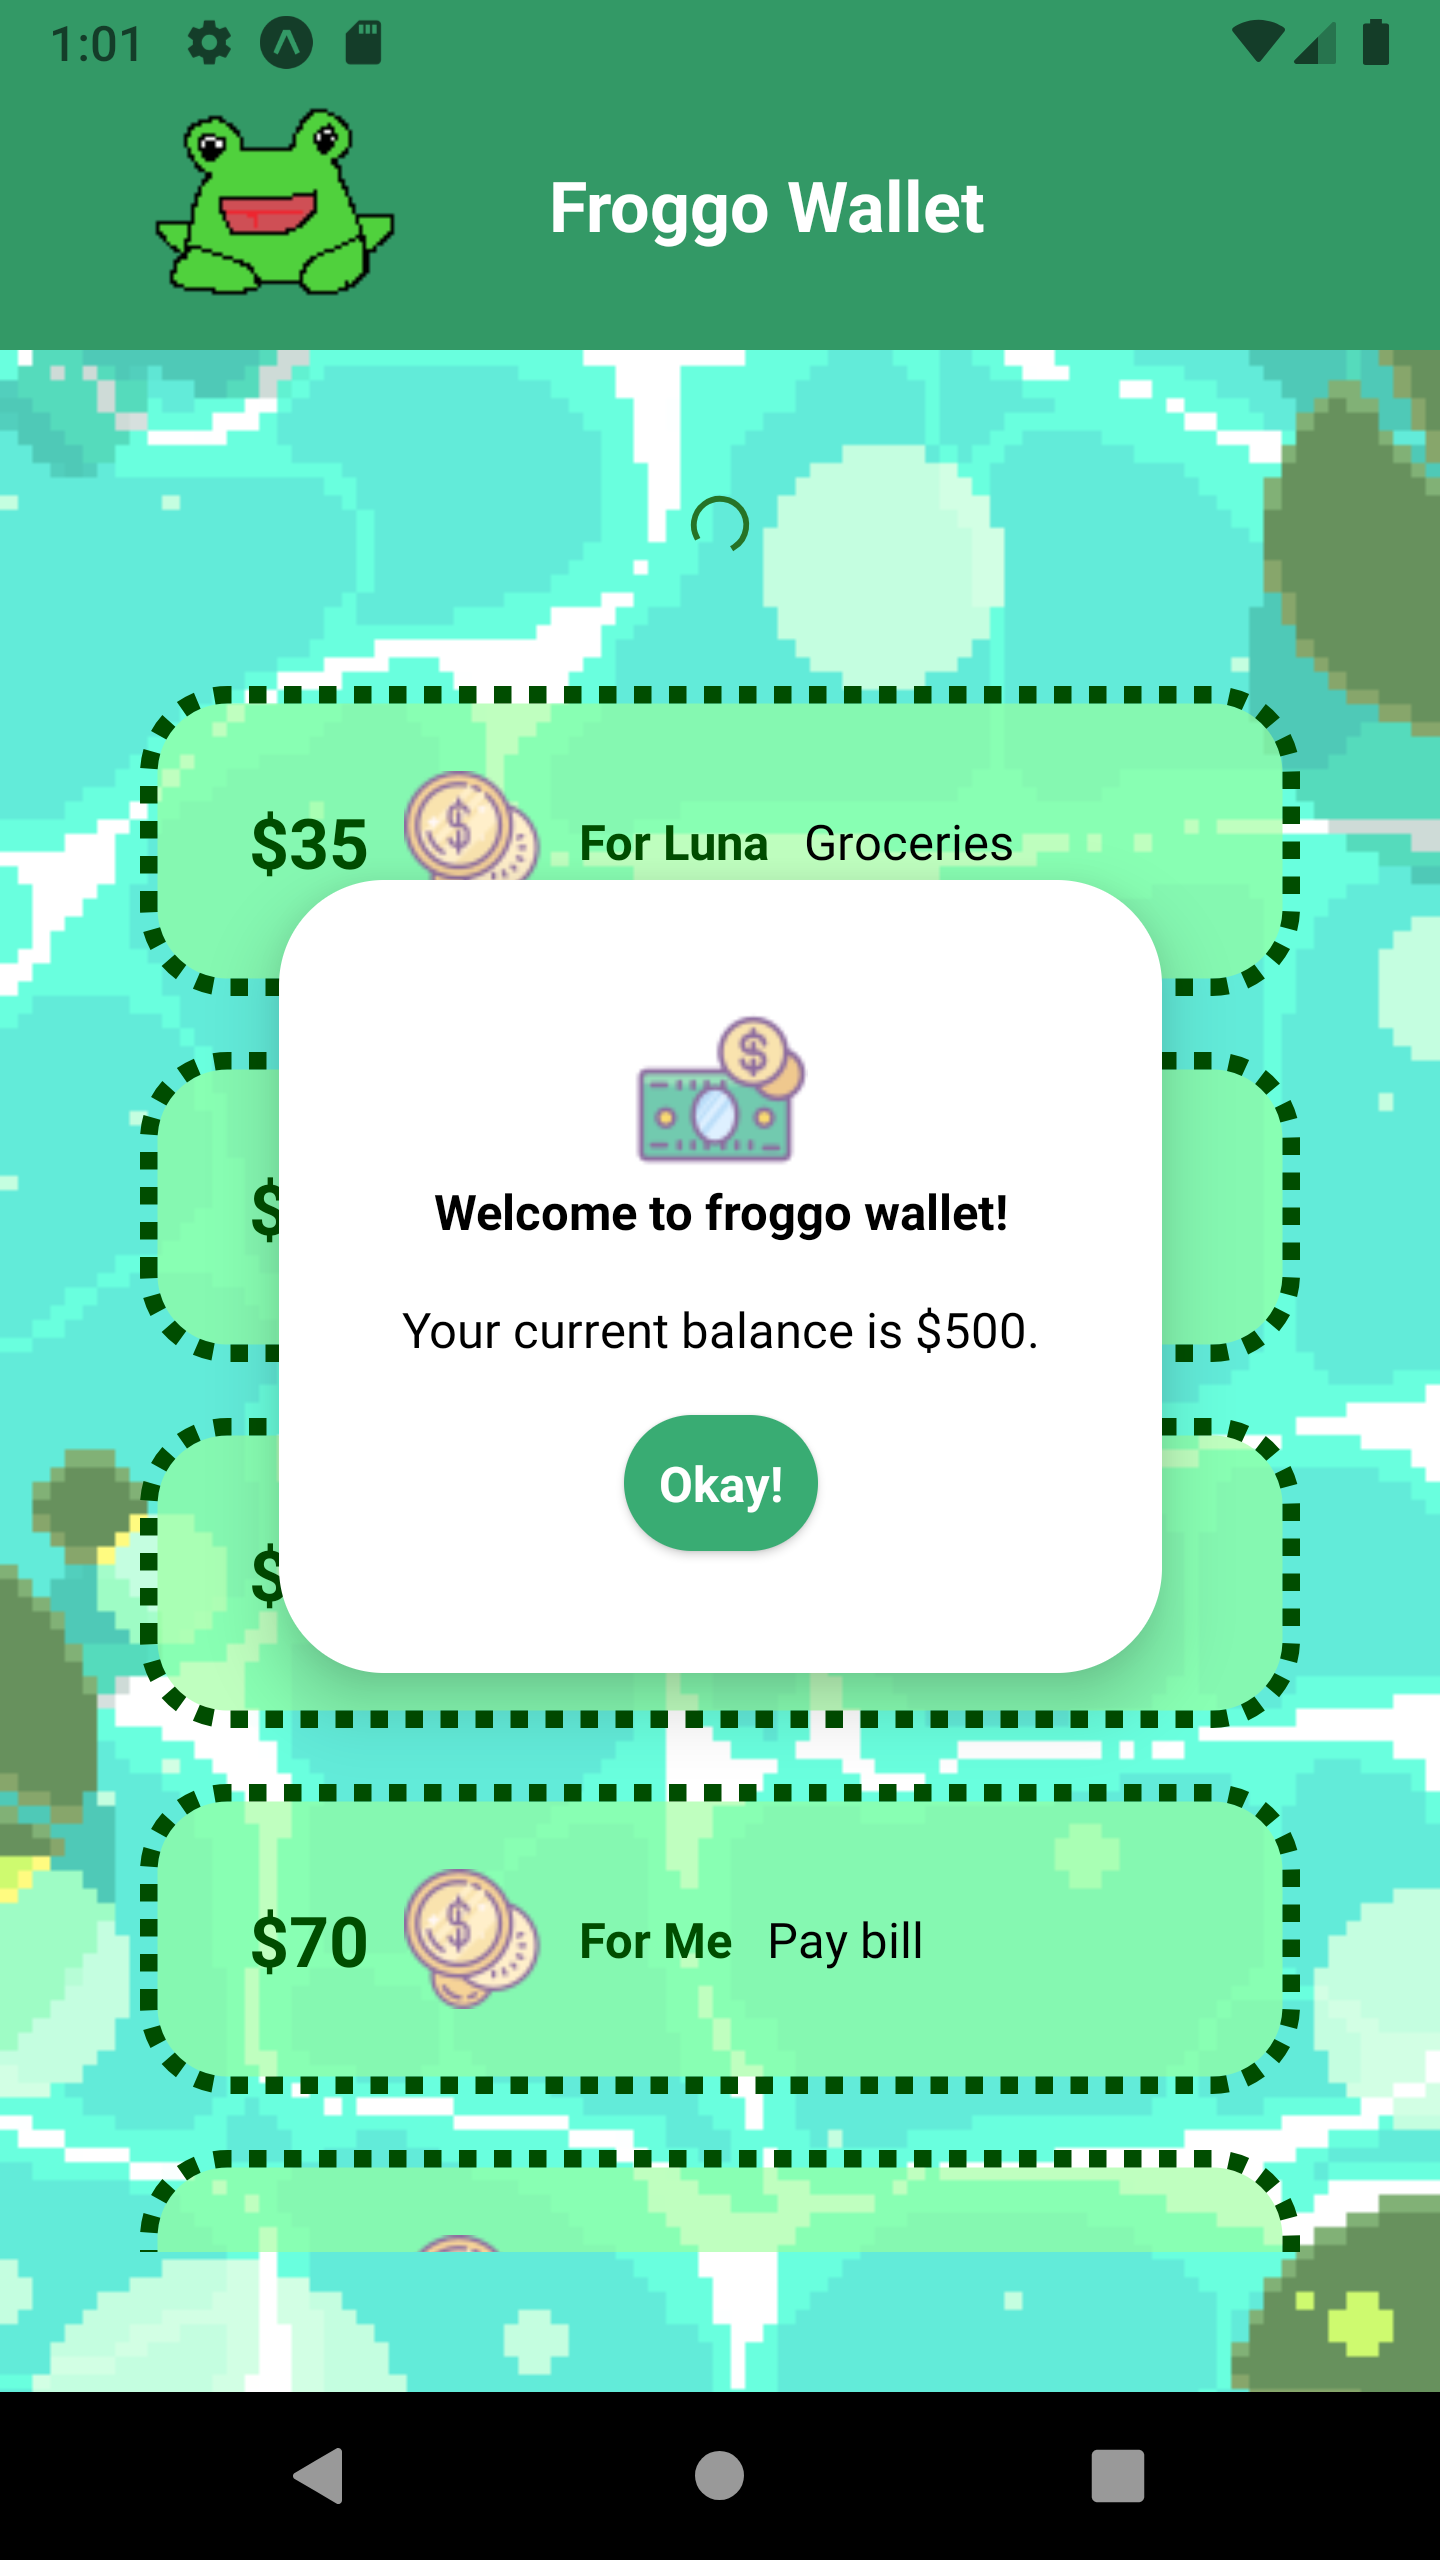 1:01
Froggo Wallet
$35 For Luna Groceries
$
Welcome to froggo wallet!
Your current balance is $500.
Okay!
$
$70 For Me Pay bill